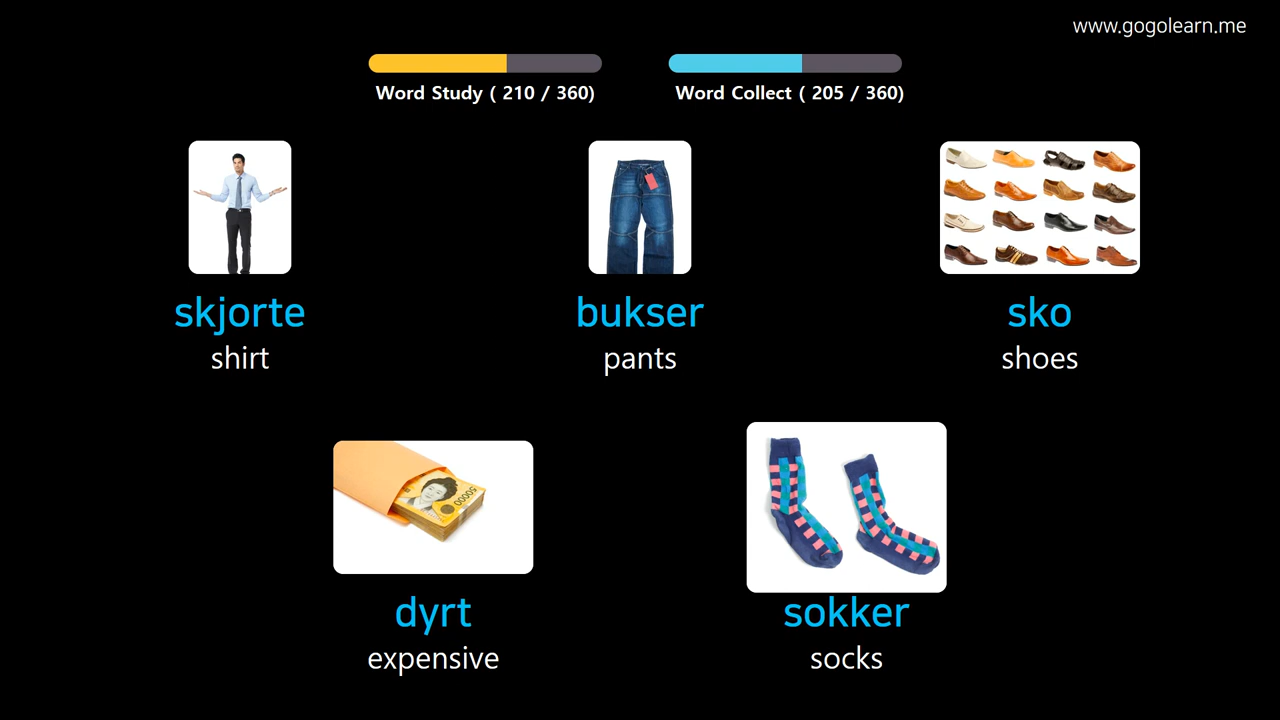 www.gogolearn.me
Word Study ( 210 / 360)
Word Collect ( 205 / 360)
skjorte
shirt
bukser
pants
sko
shoes
50000
dyrt
expensive
sokker
socks